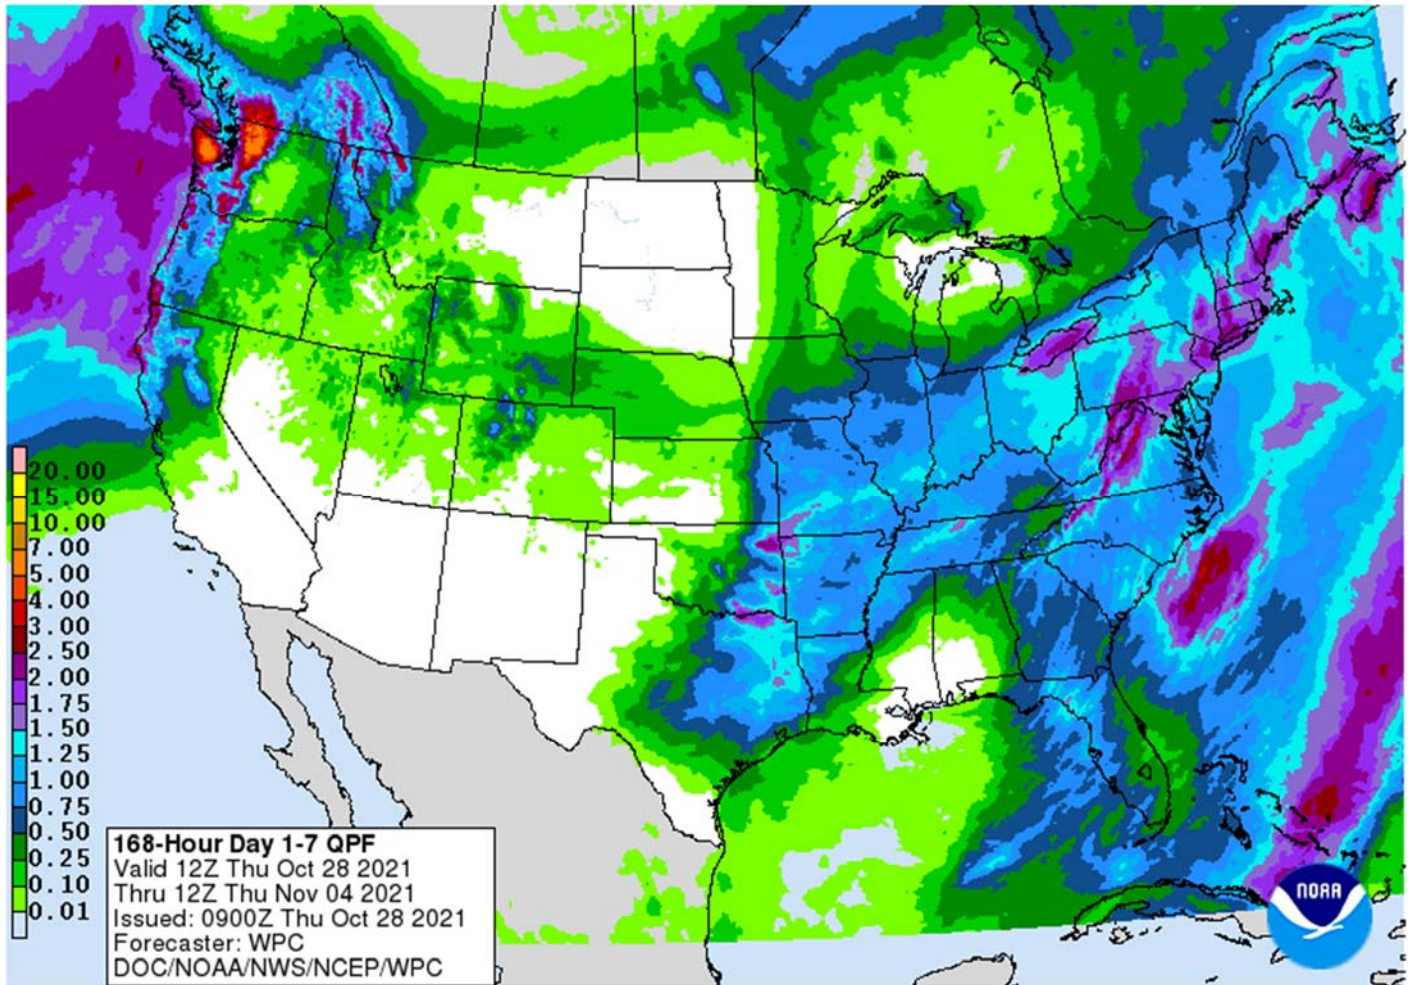 20.00
15.00
10.00
7.00
5.00
4.00
3.00
2.50
2.00
1.75
1.50
1.25
1.00
0.75
0.50
0.25
0.10
0.01
168-Hour Day 1-7 QPF
Valid 12Z Thu Oct 28 2021
Thru 12Z Thu Nov 04 2021
Issued: 0900Z Thu Oct 28 2021
Forecaster: WPC
DOC/NOAA/NWS/NCEP/WPC
NOAA